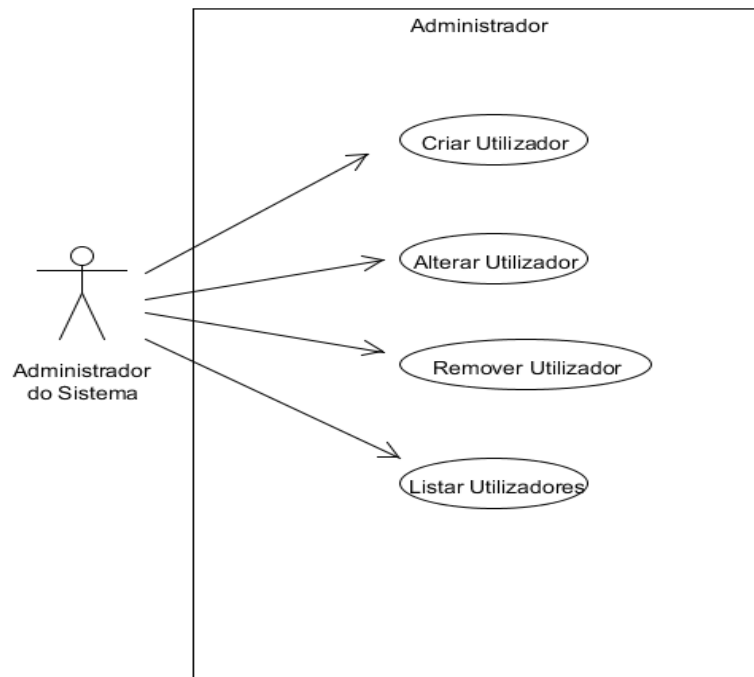 Administrador
Criar Utilizador
Alterar Utilizador
Remover Utilizador
Administrador
do Sistema
Listar Utilizadores